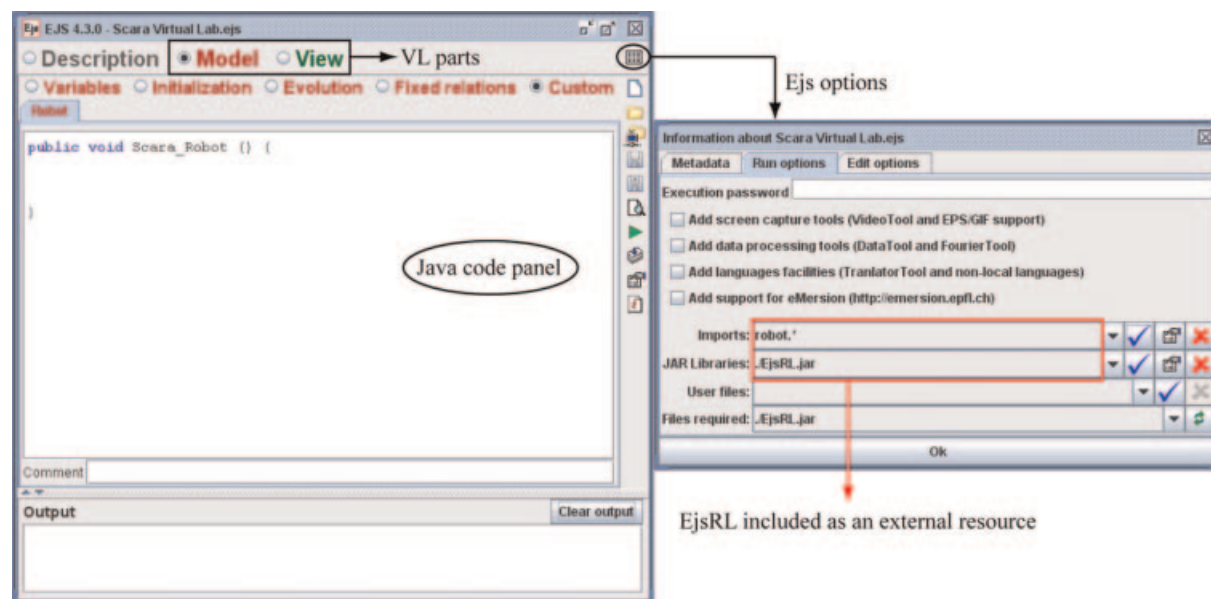 Ejs EJS 4.3.0 - Scara Virtual Lab.ejs
Description Model View VL parts
Variables Initialization Evolution Fixed relations Custom
Robot
public void Scara_Robot () {
}
Java code panel
Comment
Output Clear output
Ejs options
Information about Scara Virtual Lab.ejs
Metadata Run options Edit options
Execution password
Add screen capture tools (VideoTool and EPS/GIF support)
Add data processing tools (DataTool and FourierTool)
Add languages facilities (TranlatorTool and non-local languages)
Add support for eMersion (http://emersion.epfl.ch)
Imports: robot.*
JAR Libraries: ./EjsRL.jar
User files:
Files required: ./EjsRL.jar
Ok
EjsRL included as an external resource